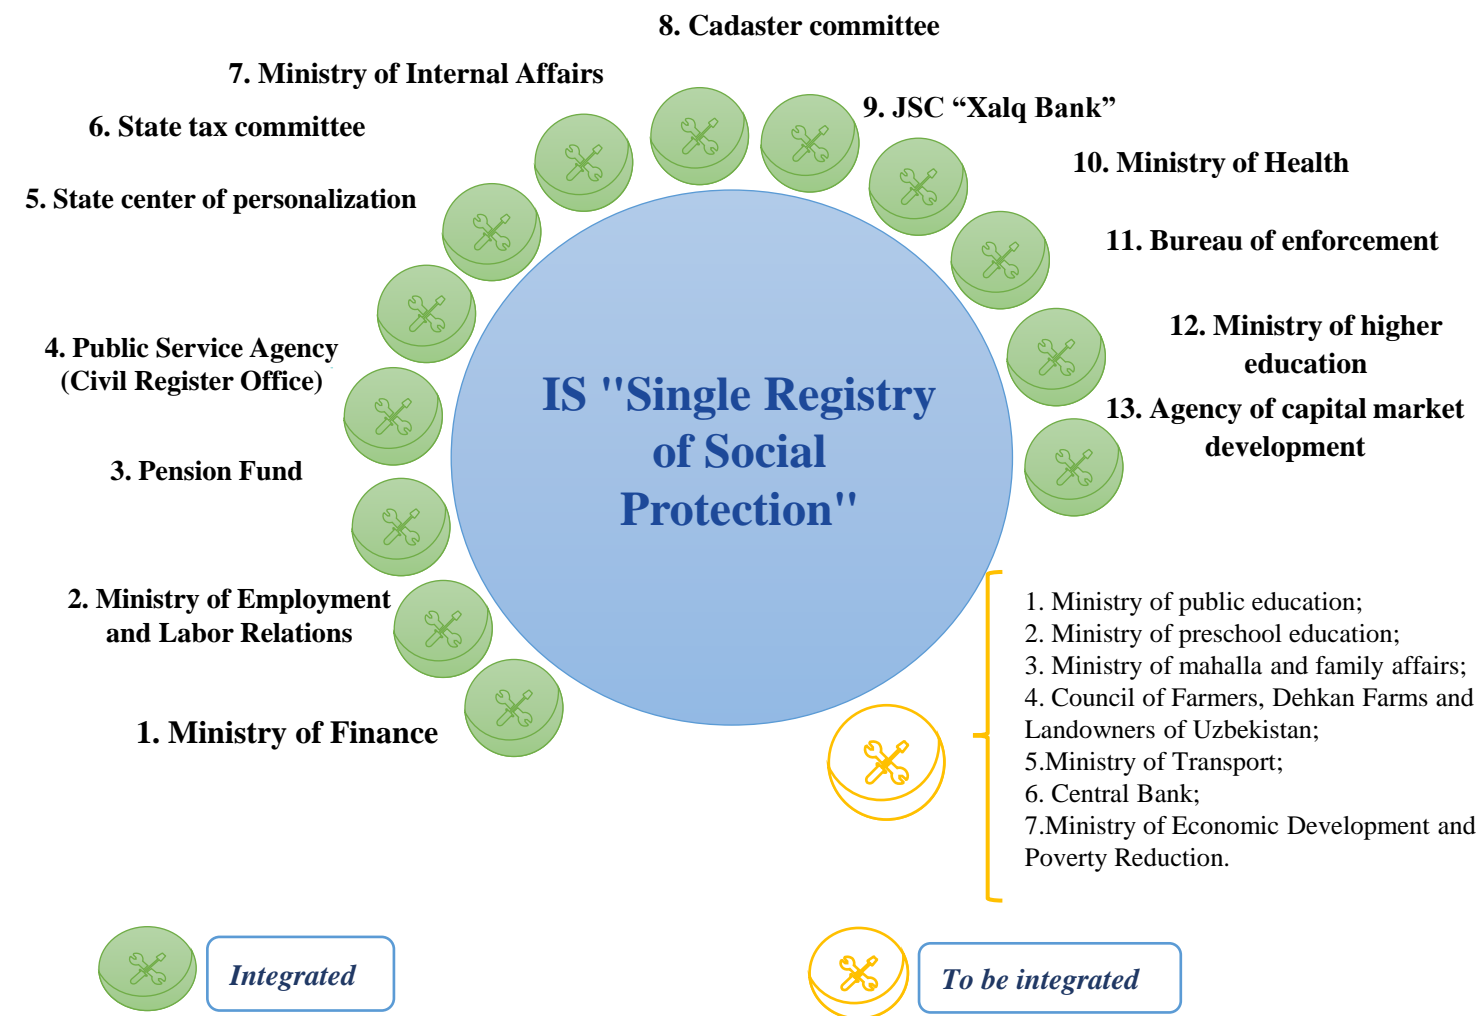 8. Cadaster committee
7. Ministry of Internal Affairs
9. JSC “Xalq Bank”
6. State tax committee
10. Ministry of Health
5. State center of personalization
11. Bureau of enforcement
12. Ministry of higher
education
4. Public Service Agency
(Civil Register Office)
13. Agency of capital market
development
3. Pension Fund
IS "Single Registry
of Social
Protection"
2. Ministry of Employment
and Labor Relations
1. Ministry of Finance
1. Ministry of public education;
2. Ministry of preschool education;
3. Ministry of mahalla and family affairs;
4. Council of Farmers, Dehkan Farms and
Landowners of Uzbekistan;
5.Ministry of Transport;
6. Central Bank;
7.Ministry of Economic Development and
Poverty Reduction.
Integrated
To be integrated